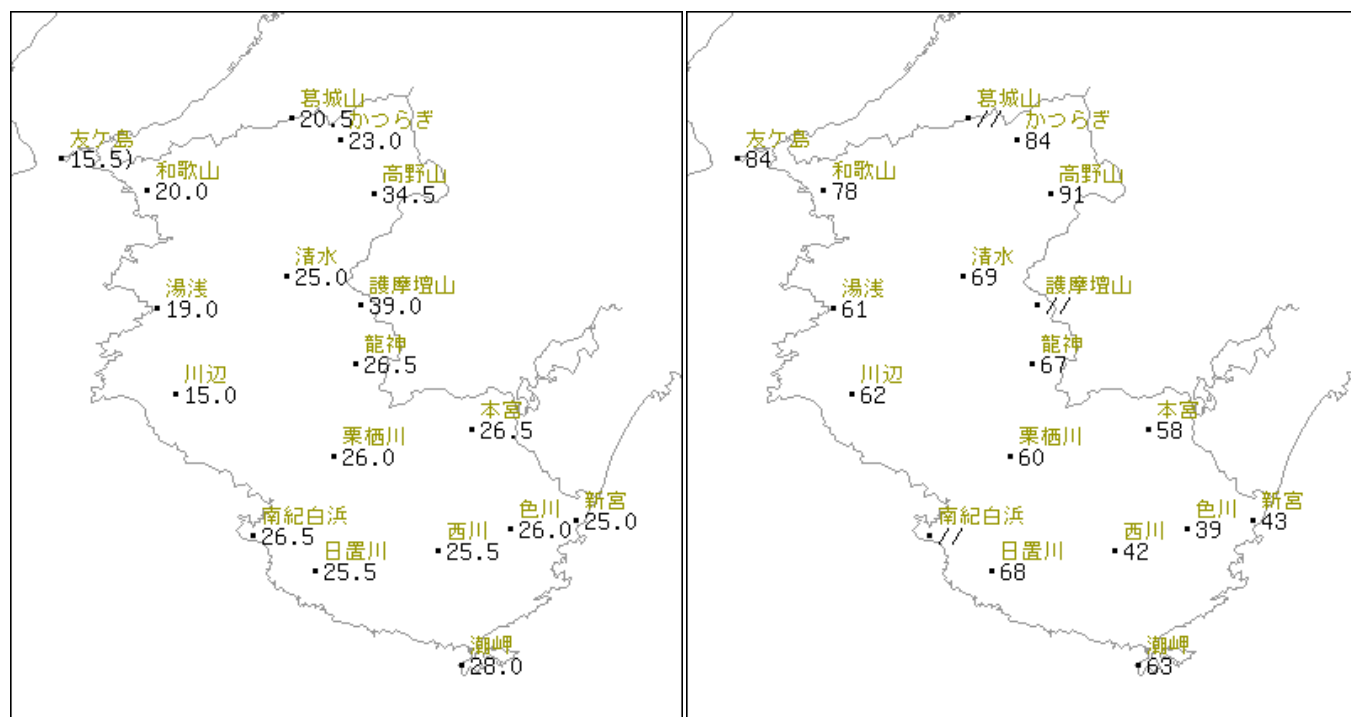 葛城山
20.5
かつらぎ
23.0
友ケ島
15.5)
和歌山
20.0
高野山
34.5
清水
25.0
湯浅
19.0
護摩壇山
39.0
龍神
26.5
川辺
15.0
本宮
26.5
栗栖川
26.0
新宮
25.0
色川
26.0
南紀白浜
26.5
西川
25.5
日置川
25.5
潮岬
28.0
葛城山
//
かつらぎ
84
友ケ島
84
和歌山
78
高野山
91
清水
69
湯浅
61
護摩壇山
//
龍神
67
川辺
62
本宮
58
栗栖川
60
新宮
43
色川
39
南紀白浜
//
西川
42
日置川
68
潮岬
63